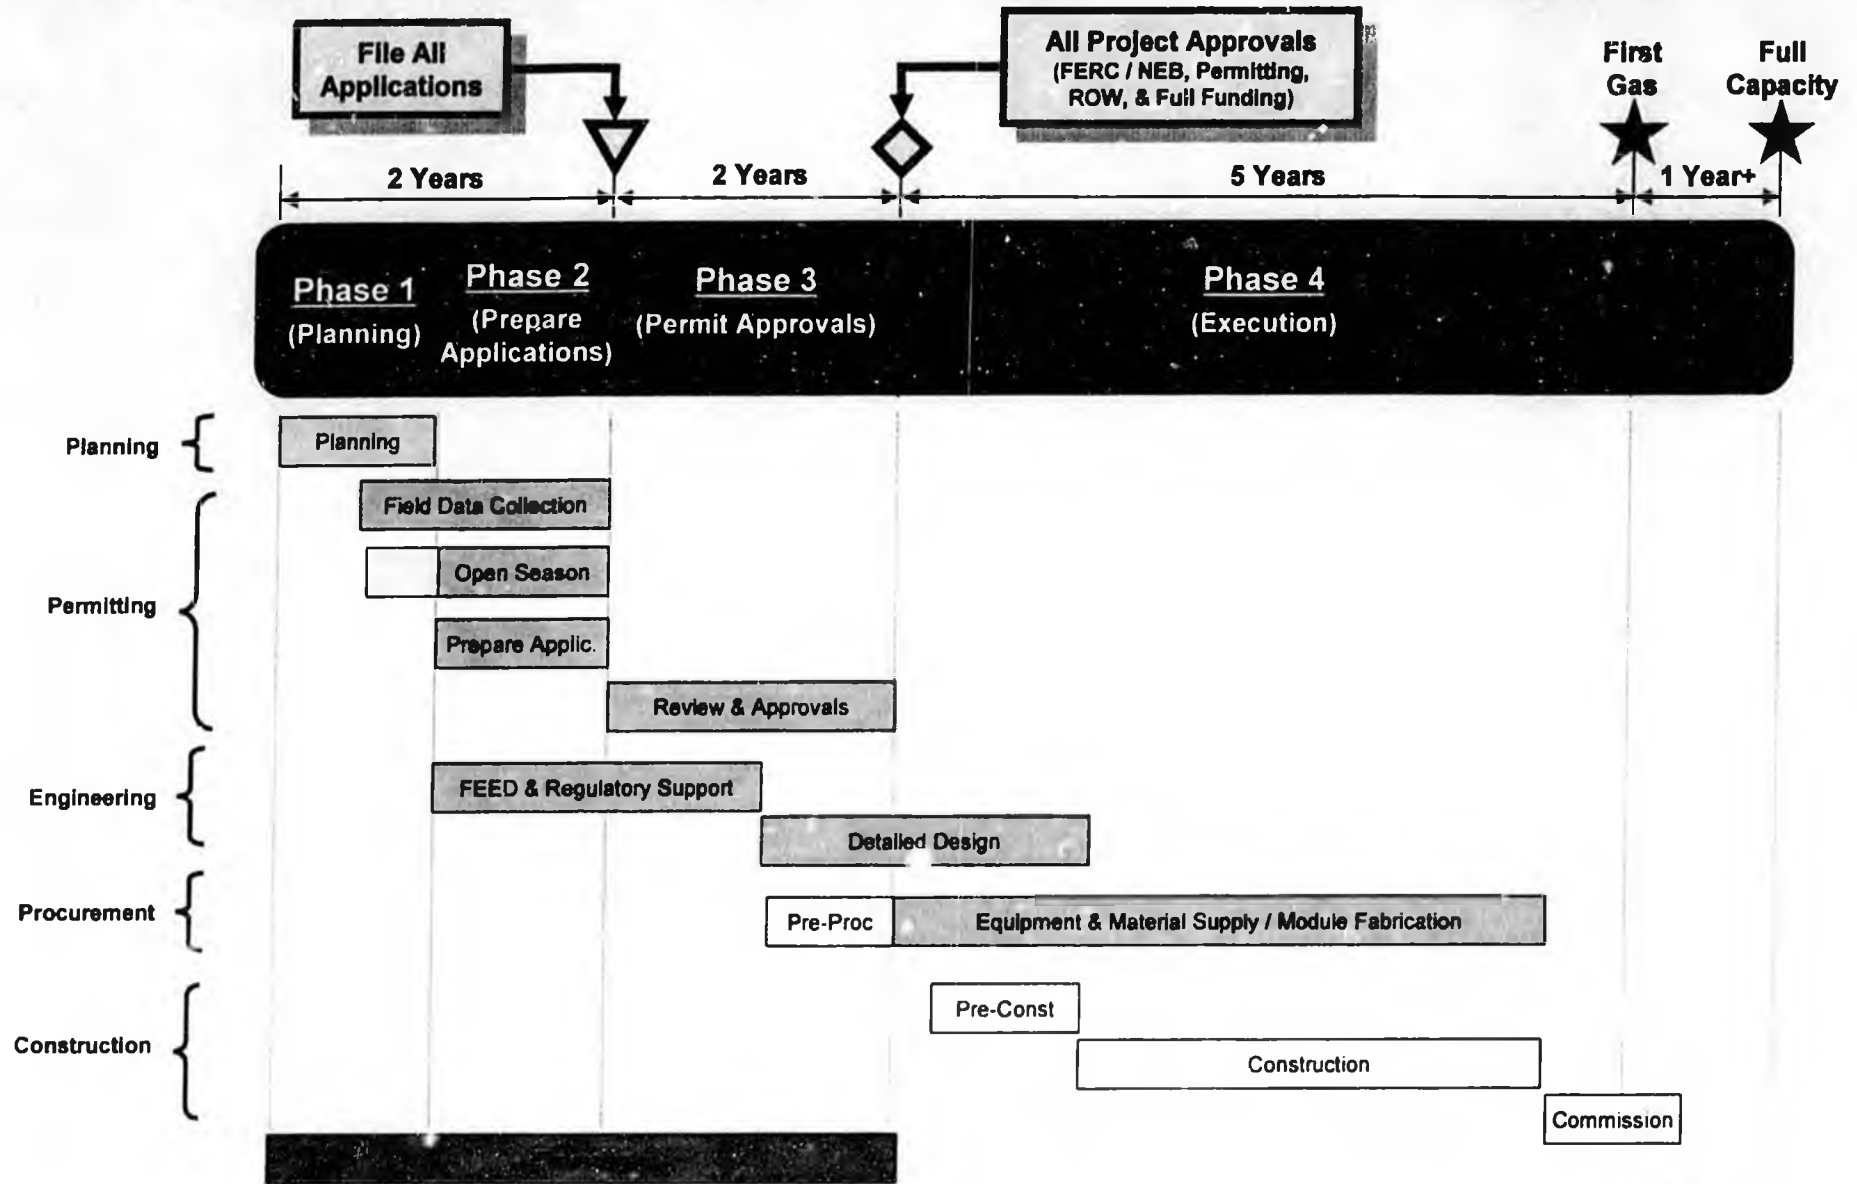 File All
Applications
All Project Approvals
(FERC / NEB, Permitting,
ROW, & Full Funding)
First
Gas
Full
Capacity
2 Years
2 Years
5 Years
1 Year+
Phase 1
(Planning)
Phase 2
(Prepare
Applications)
Phase 3
(Permit Approvals)
Phase 4
(Execution)
Planning
Planning
Permitting
Field Data Collection
Open Season
Prepare Applic.
Review & Approvals
Engineering
FEED & Regulatory Support
Detailed Design
Procurement
Pre-Proc
Equipment & Material Supply / Module Fabrication
Construction
Pre-Const
Construction
Commission